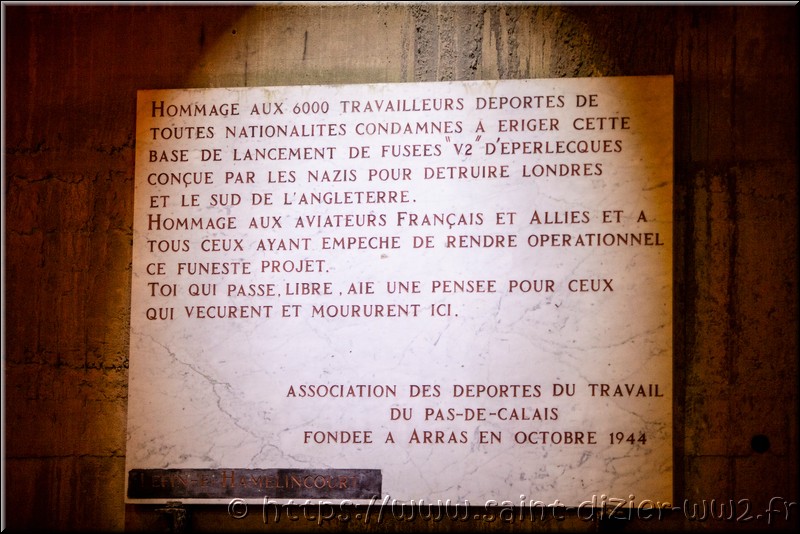 HOMMAGE AUX 6000 TRAVAILLEURS DEPORTES DE
TOUTES NATIONALITES CONDAMNES A ERIGER CETTE
BASE DE LANCEMENT DE FUSEES "V2" D'EPERLECQUES
CONÇUE PAR LES NAZIS POUR DETRUIRE LONDRES
ET LE SUD DE L'ANGLETERRE.
HOMMAGE AUX AVIATEURS FRANÇAIS ET ALLIES ET A
TOUS CEUX AYANT EMPECHE DE RENDRE OPERATIONNEL
CE FUNESTE PROJET.
TOI QUI PASSE, LIBRE, AIE UNE PENSEE POUR CEUX
QUI VECURENT ET MOURURENT ICI.
ASSOCIATION DES DEPORTES DU TRAVAIL
DU PAS-DE-CALAIS
FONDEE A ARRAS EN OCTOBRE 1944
HAMELINCOURT
© https://www.saint-dizier-ww2.fr